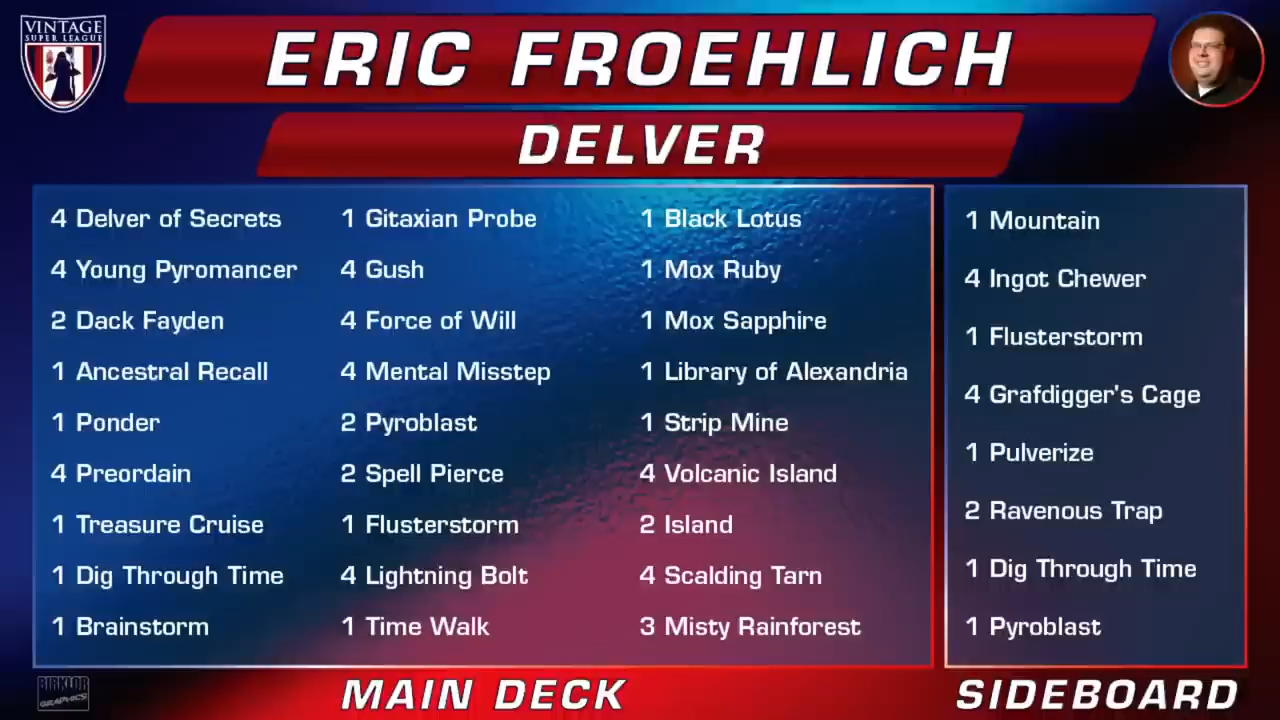 VINTAGE
SUPER LEAGUE
ERIC FROEHLICH
DELVER
4 Delver of Secrets
4 Young Pyromancer
2 Dack Fayden
1 Ancestral Recall
1 Ponder
4 Preordain
1 Treasure Cruise
1 Dig Through Time
1 Brainstorm
1 Gitaxian Probe
4 Gush
4 Force of Will
4 Mental Misstep
2 Pyroblast
2 Spell Pierce
1 Flusterstorm
4 Lightning Bolt
1 Time Walk
1 Black Lotus
1 Mox Ruby
1 Mox Sapphire
1 Library of Alexandria
1 Strip Mine
4 Volcanic Island
2 Island
4 Scalding Tarn
3 Misty Rainforest
1 Mountain
4 Ingot Chewer
1 Flusterstorm
4 Grafdigger's Cage
1 Pulverize
2 Ravenous Trap
1 Dig Through Time
1 Pyroblast
BIRKLOR
GRAPHICS!
MAIN DECK
SIDEBOARD